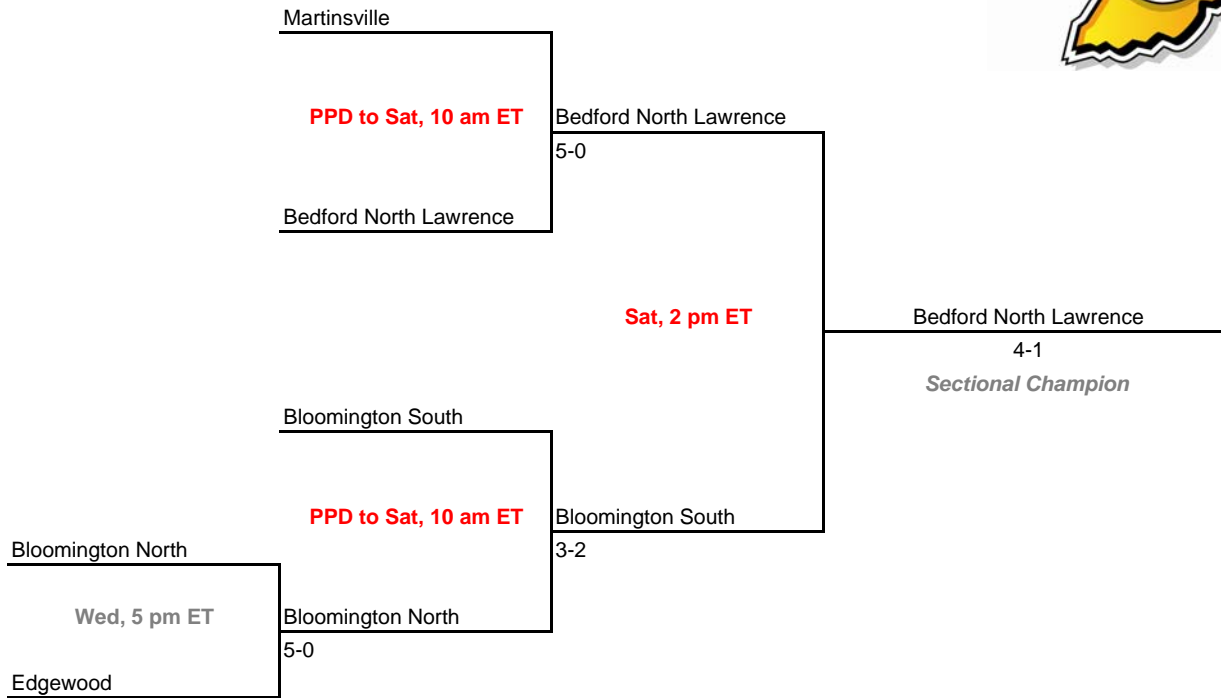 Martinsville
PPD to Sat, 10 am ET
Bedford North Lawrence
5-0
Bedford North Lawrence
Sat, 2 pm ET
Bedford North Lawrence
4-1
Sectional Champion
Bloomington South
PPD to Sat, 10 am ET
Bloomington South
3-2
Bloomington North
Wed, 5 pm ET
Bloomington North
5-0
Edgewood